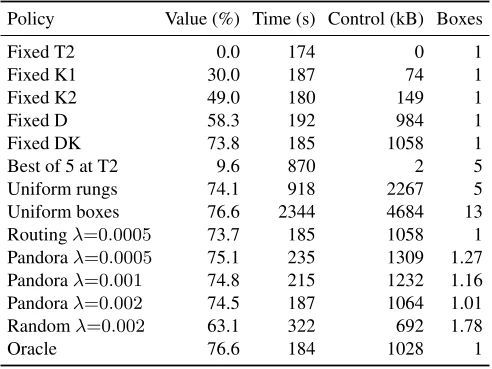 Policy Value (%) Time (s) Control (kB) Boxes
Fixed T2 0.0 174 0 1
Fixed K1 30.0 187 74 1
Fixed K2 49.0 180 149 1
Fixed D 58.3 192 984 1
Fixed DK 73.8 185 1058 1
Best of 5 at T2 9.6 870 2 5
Uniform rungs 74.1 918 2267 5
Uniform boxes 76.6 2344 4684 13
Routing λ=0.0005 73.7 185 1058 1
Pandora λ=0.0005 75.1 235 1309 1.27
Pandora λ=0.001 74.8 215 1232 1.16
Pandora λ=0.002 74.5 187 1064 1.01
Random λ=0.002 63.1 322 692 1.78
Oracle 76.6 184 1028 1